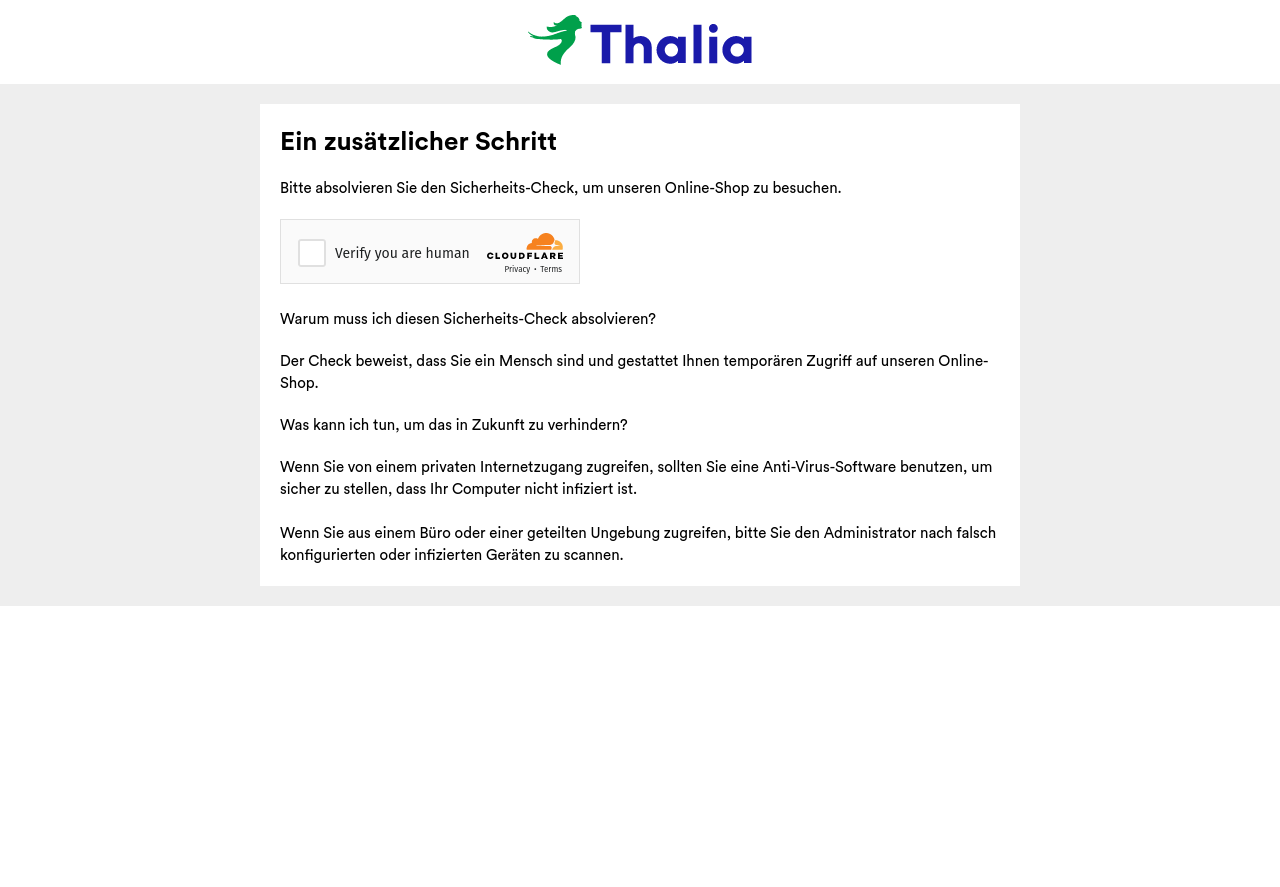 Thalia
Ein zusätzlicher Schritt
Bitte absolvieren Sie den Sicherheits-Check, um unseren Online-Shop zu besuchen.
Verify you are human
CLOUDFLARE
Privacy • Terms
Warum muss ich diesen Sicherheits-Check absolvieren?
Der Check beweist, dass Sie ein Mensch sind und gestattet Ihnen temporären Zugriff auf unseren Online-
Shop.
Was kann ich tun, um das in Zukunft zu verhindern?
Wenn Sie von einem privaten Internetzugang zugreifen, sollten Sie eine Anti-Virus-Software benutzen, um
sicher zu stellen, dass Ihr Computer nicht infiziert ist.
Wenn Sie aus einem Büro oder einer geteilten Ungebung zugreifen, bitte Sie den Administrator nach falsch
konfigurierten oder infizierten Geräten zu scannen.